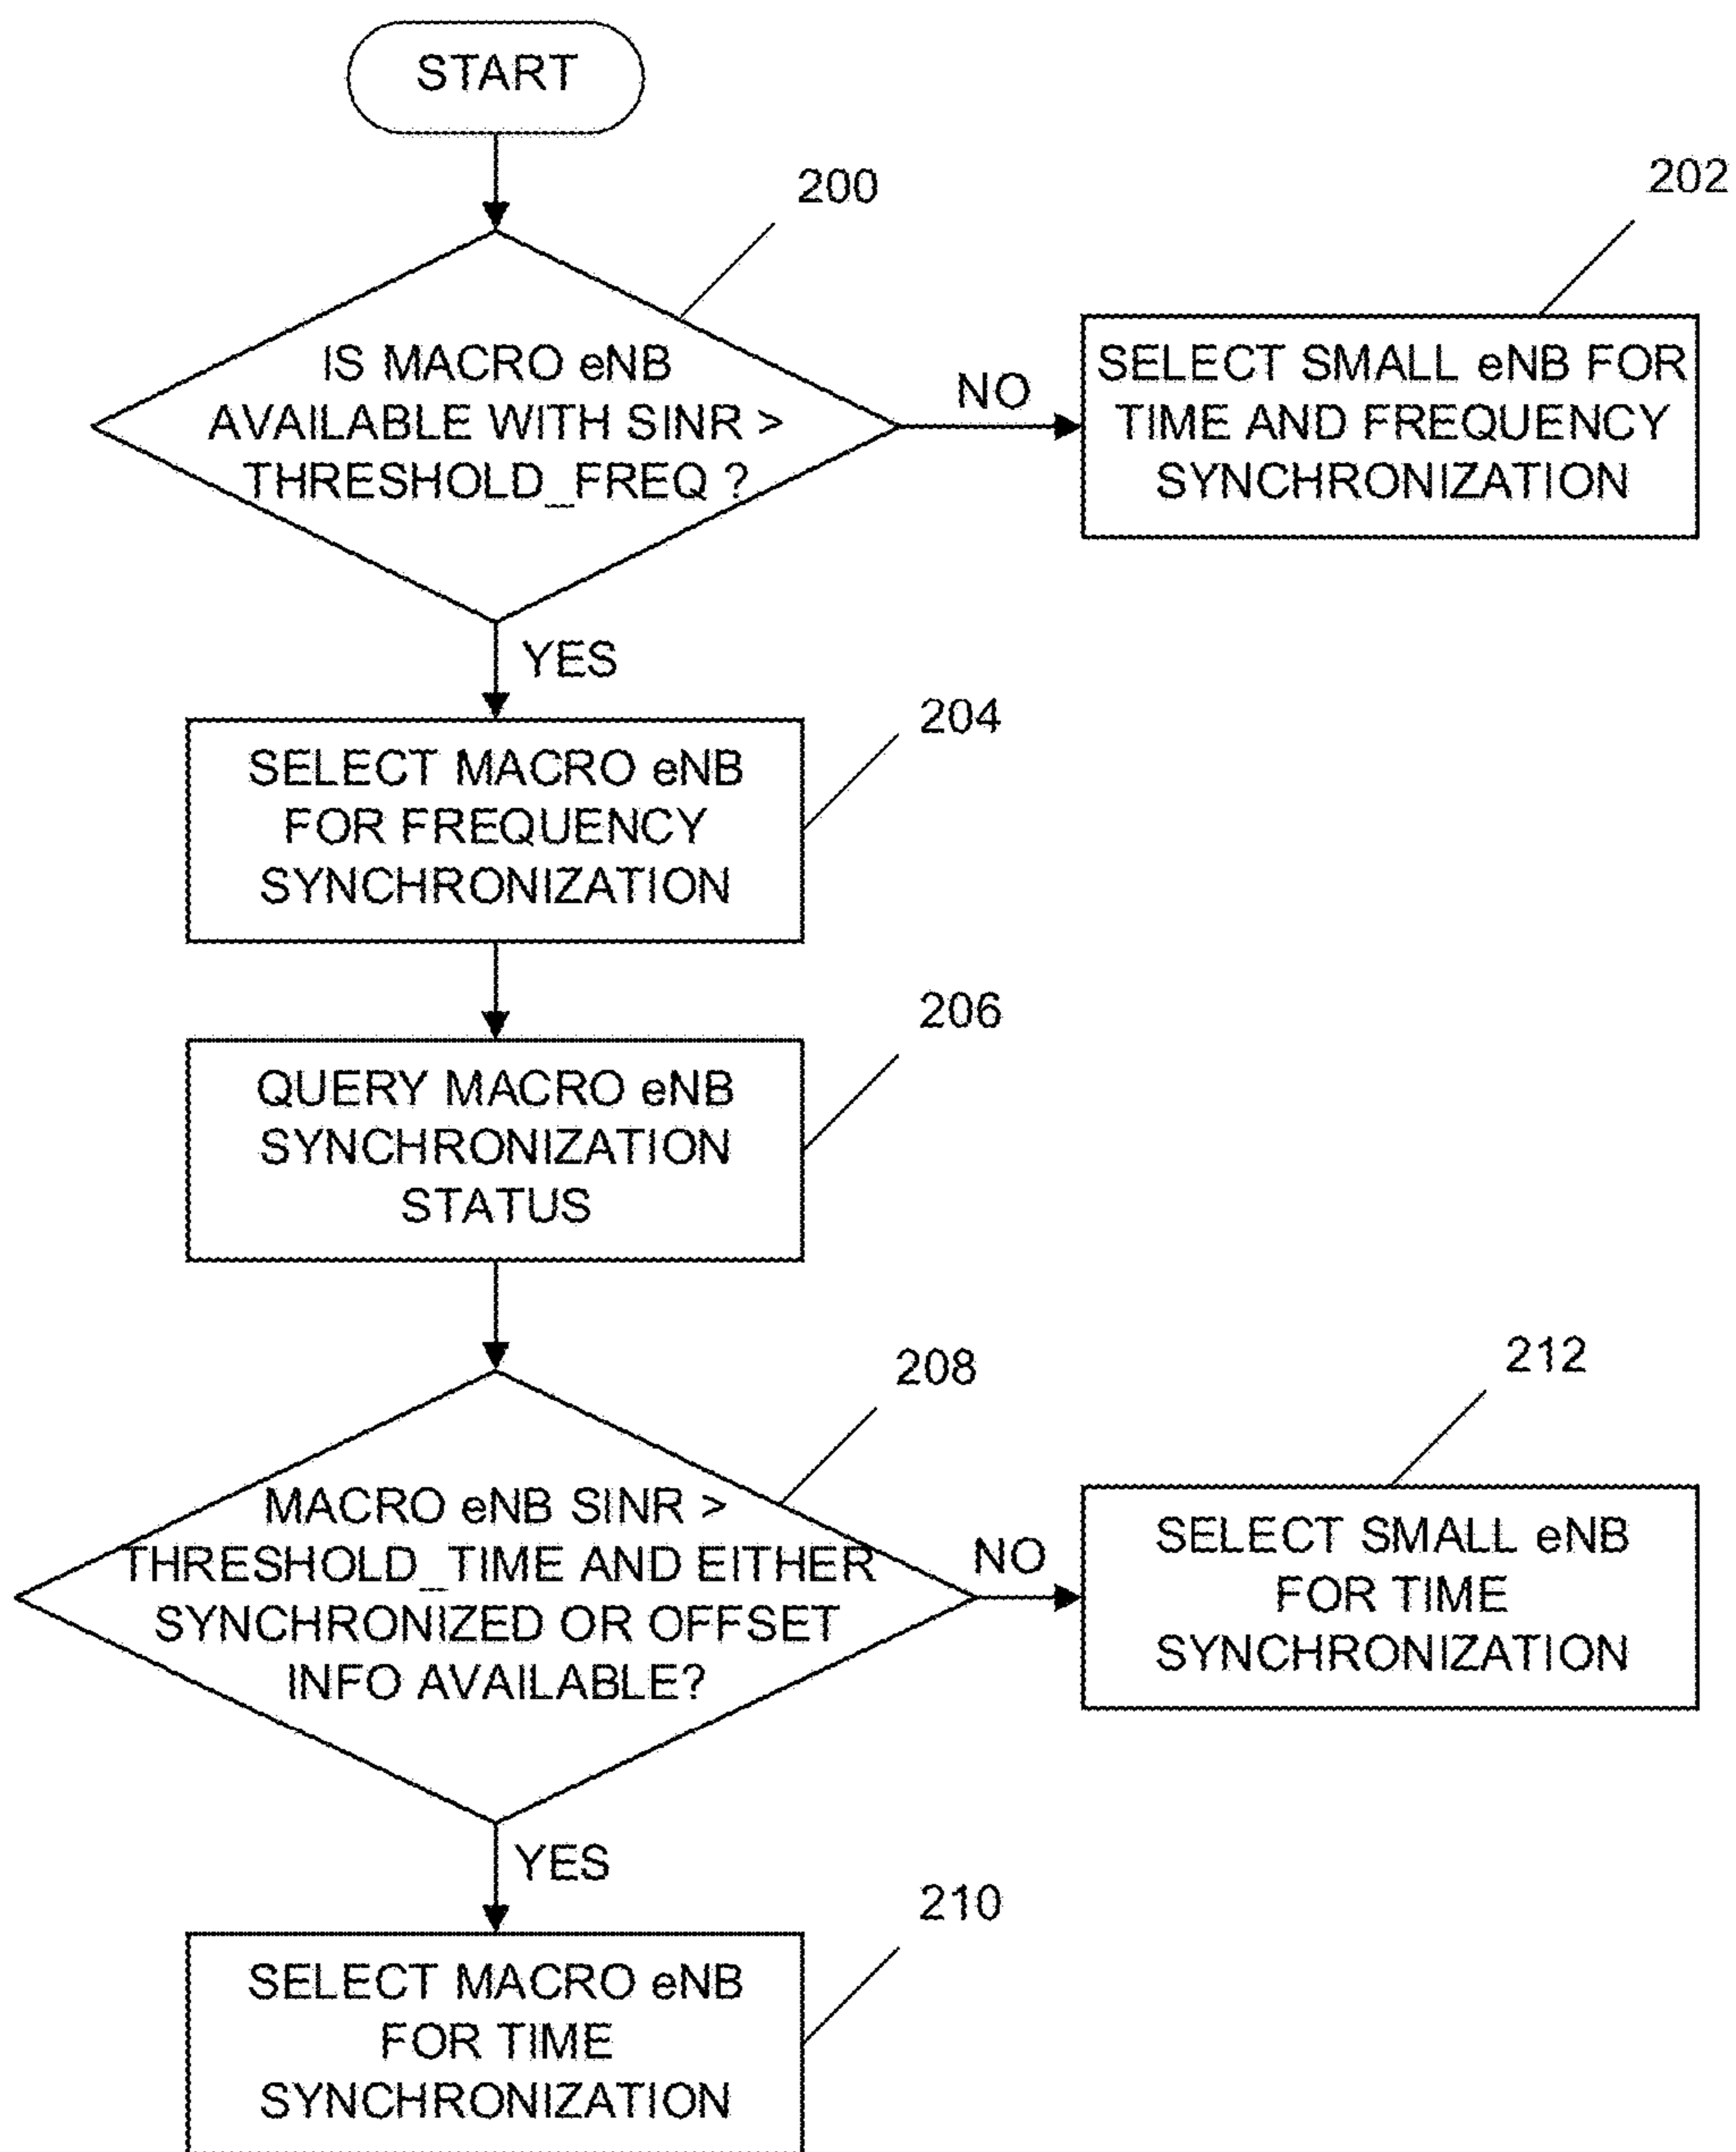 START
200
202
IS MACRO eNB
AVAILABLE WITH SINR >
THRESHOLD_FREQ ?
NO
SELECT SMALL eNB FOR
TIME AND FREQUENCY
SYNCHRONIZATION
YES
204
SELECT MACRO eNB
FOR FREQUENCY
SYNCHRONIZATION
206
QUERY MACRO eNB
SYNCHRONIZATION
STATUS
208
212
MACRO eNB SINR >
THRESHOLD_TIME AND EITHER
SYNCHRONIZED OR OFFSET
INFO AVAILABLE?
NO
SELECT SMALL eNB
FOR TIME
SYNCHRONIZATION
YES
210
SELECT MACRO eNB
FOR TIME
SYNCHRONIZATION